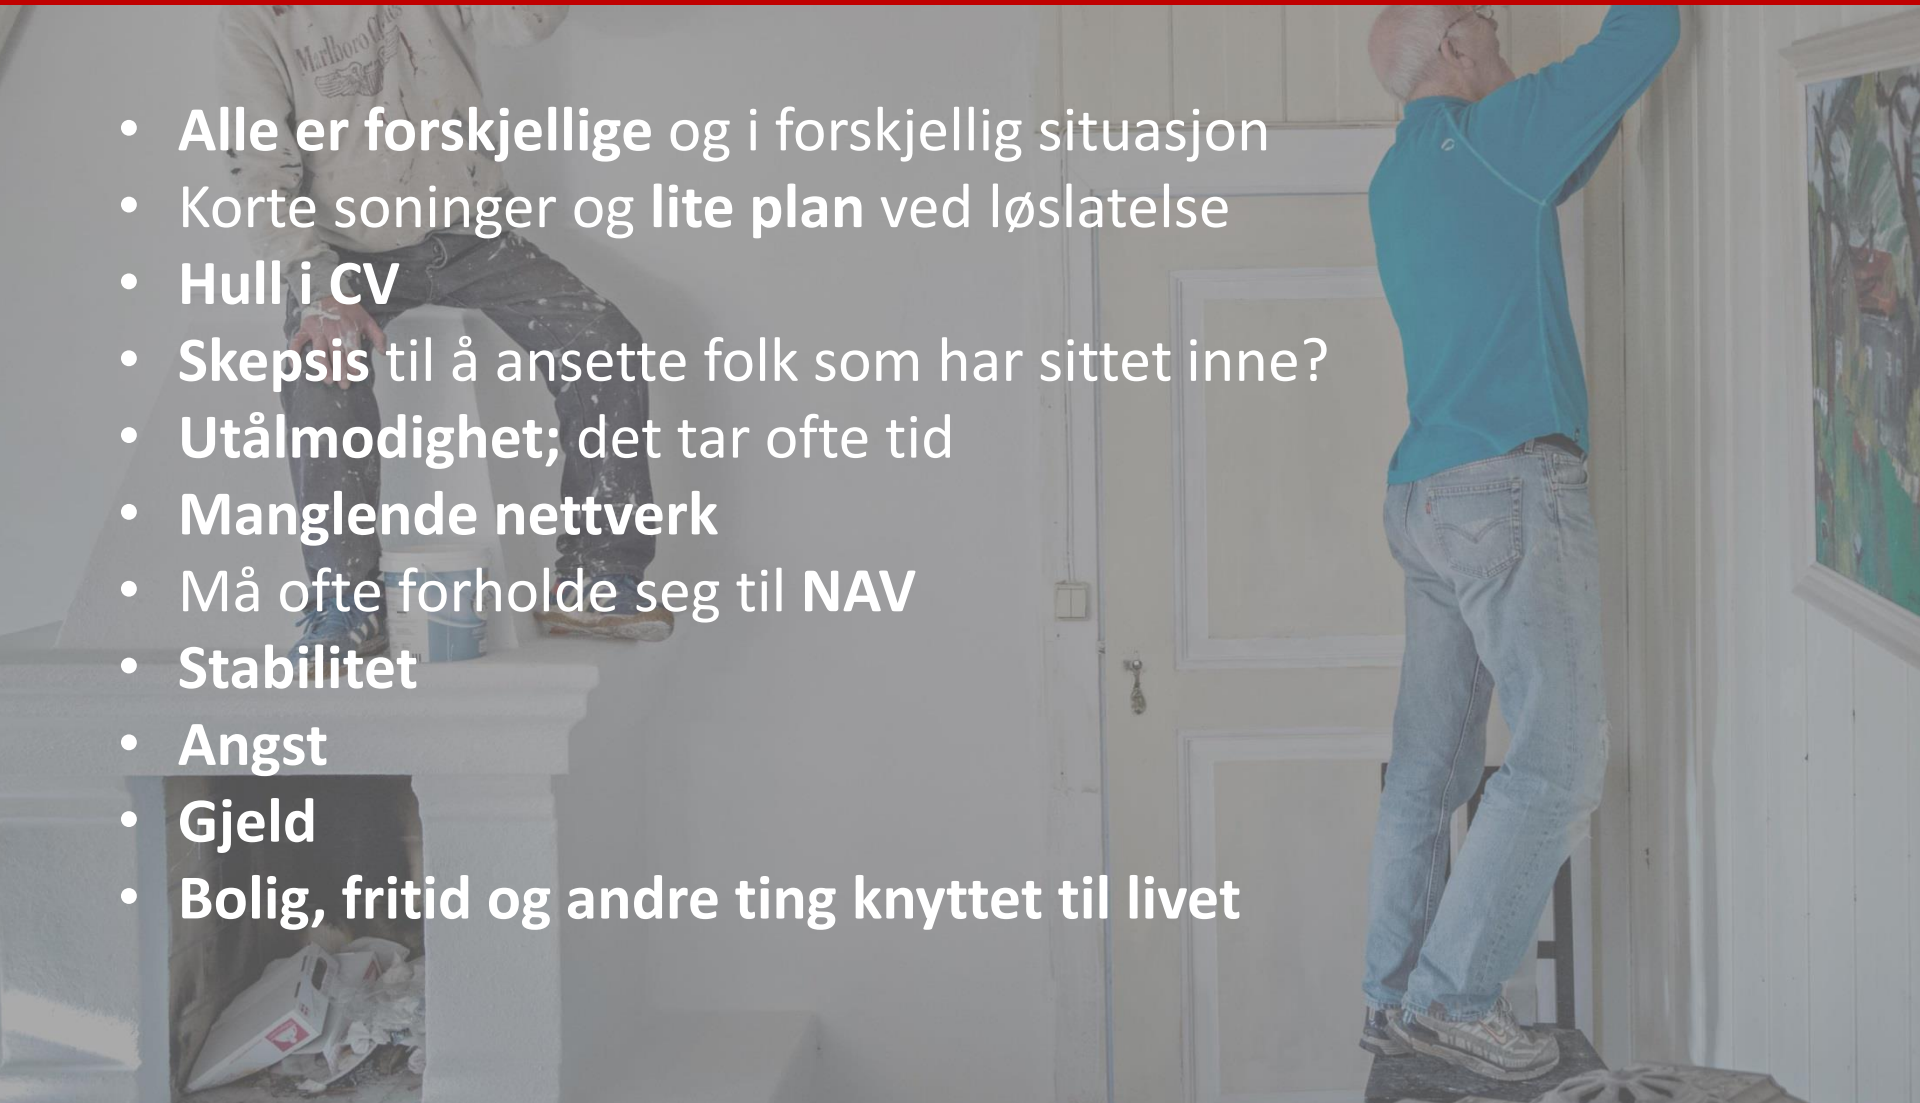 Marlboro
• Alle er forskjellige og i forskjellig situasjon
• Korte soninger og lite plan ved løslatelse
• Hull i CV
• Skepsis til å ansette folk som har sittet inne?
• Utålmodighet; det tar ofte tid
• Manglende nettverk
• Må ofte forholde seg til NAV
• Stabilitet
• Angst
• Gjeld
• Bolig, fritid og andre ting knyttet til livet